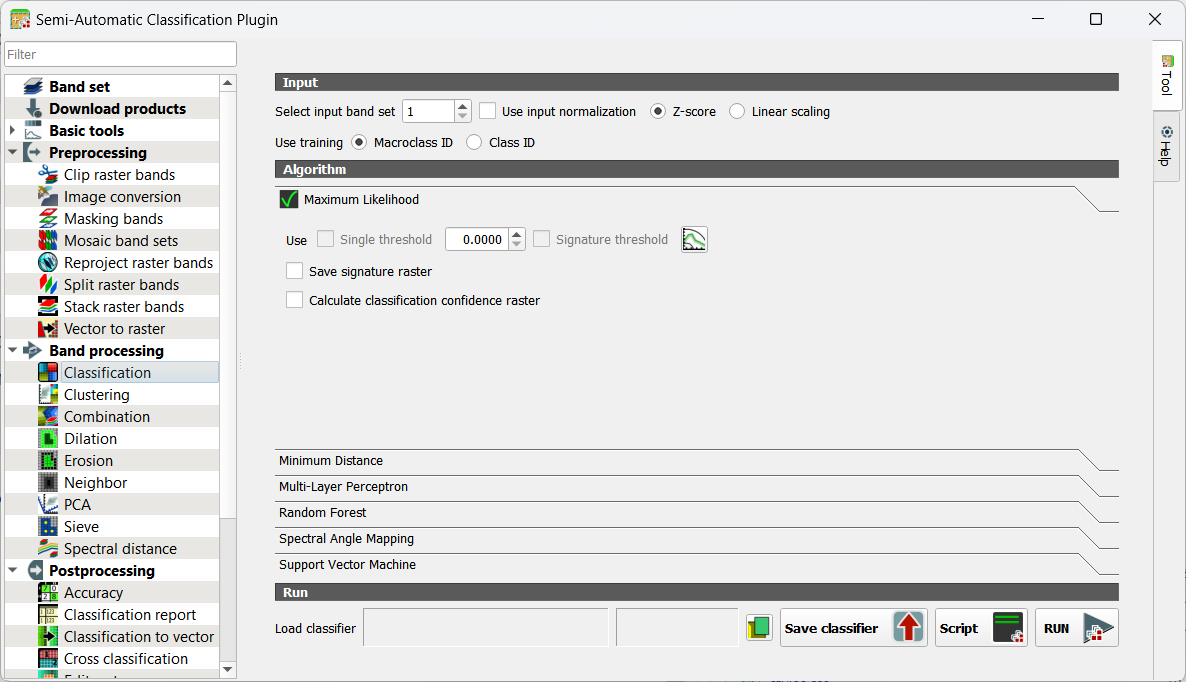 Semi-Automatic Classification Plugin
Filter
Band set
Download products
Basic tools
Preprocessing
Clip raster bands
Image conversion
Masking bands
Mosaic band sets
Reproject raster bands
Split raster bands
Stack raster bands
Vector to raster
Band processing
Classification
Clustering
Combination
Dilation
Erosion
Neighbor
PCA
Sieve
Spectral distance
Postprocessing
Accuracy
Classification report
Classification to vector
Cross classification
Input
Select input band set 1 Use input normalization Z-score Linear scaling
Use training Macroclass ID Class ID
Algorithm
Maximum Likelihood
Use Single threshold 0.0000 Signature threshold
Save signature raster
Calculate classification confidence raster
Minimum Distance
Multi-Layer Perceptron
Random Forest
Spectral Angle Mapping
Support Vector Machine
Run
Load classifier Save classifier Script RUN
Tool
Help